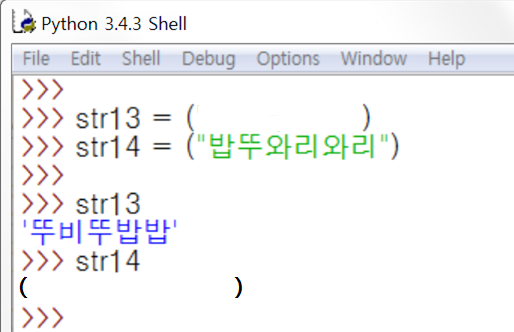 Python 3.4.3 Shell
File Edit Shell Debug Options Window Help
>>>
>>> str13 = ( )
>>> str14 = ("밥뚜와리와리")
>>>
>>> str13
'뚜비뚜밥밥'
>>> str14
( )
>>>